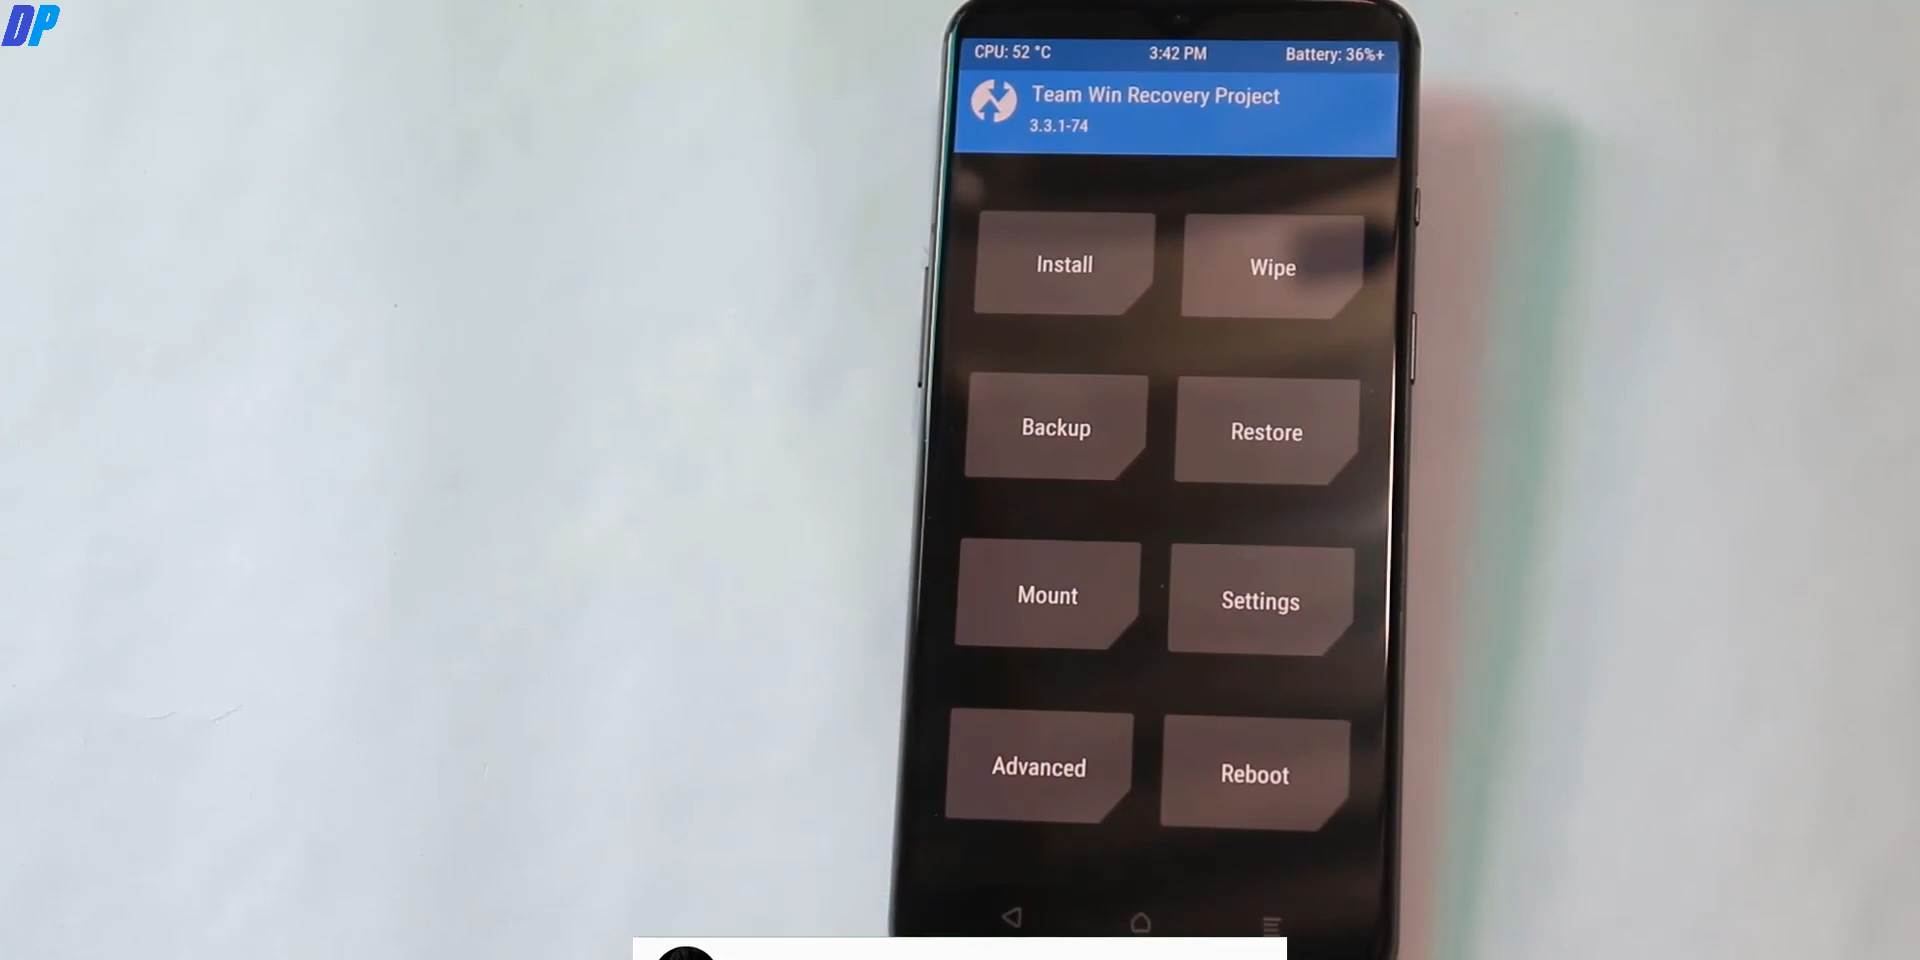 DP
CPU: 52 °C 3:42 PM Battery: 36%+
Team Win Recovery Project
3.3.1-74
Install Wipe
Backup Restore
Mount Settings
Advanced Reboot